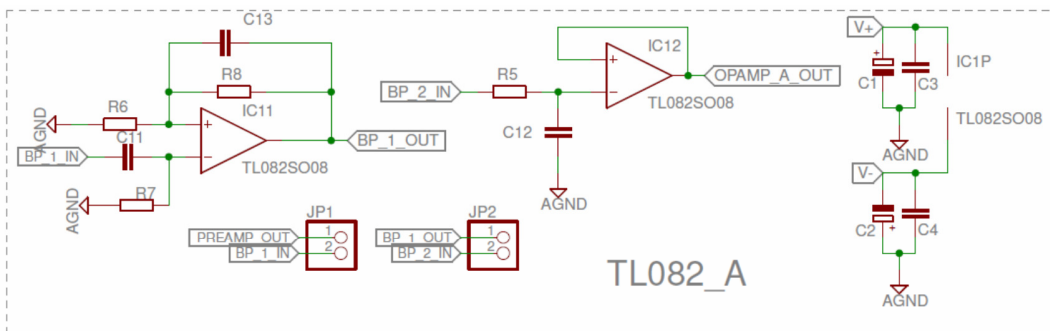 C13
R8
IC11
R6
AGND
C11
BP_1_IN
R7
AGND
+
-
TL082SO08
BP_1_OUT
IC12
+
-
TL082SO08
BP_2_IN
R5
C12
AGND
OPAMP_A_OUT
V+
+
C1
C3
AGND
IC1P
TL082SO08
V-
+
C2
C4
AGND
JP1
PREAMP_OUT 1
BP_1_IN 2
JP2
BP_1_OUT 1
BP_2_IN 2
TL082_A